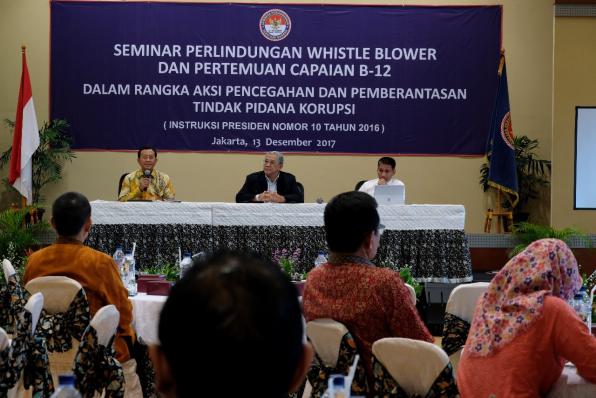 SEMINAR PERLINDUNGAN WHISTLE BLOWER
DAN PERTEMUAN CAPAIAN B-12
DALAM RANGKA AKSI PENCEGAHAN DAN PEMBERANTASAN
TINDAK PIDANA KORUPSI
( INSTRUKSI PRESIDEN NOMOR 10 TAHUN 2016 )
Jakarta, 13 Desember 2017